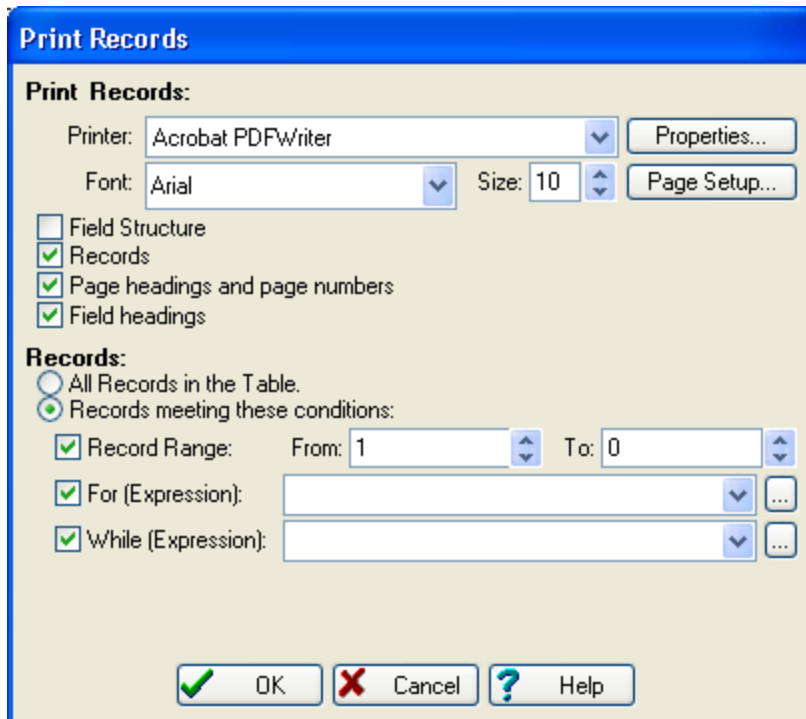 Print Records
Print Records:
Printer: Acrobat PDFWriter Properties...
Font: Arial Size: 10 Page Setup...
Field Structure
Records
Page headings and page numbers
Field headings
Records:
All Records in the Table.
Records meeting these conditions:
Record Range: From: 1 To: 0
For (Expression): ...
While (Expression): ...
OK Cancel ? Help